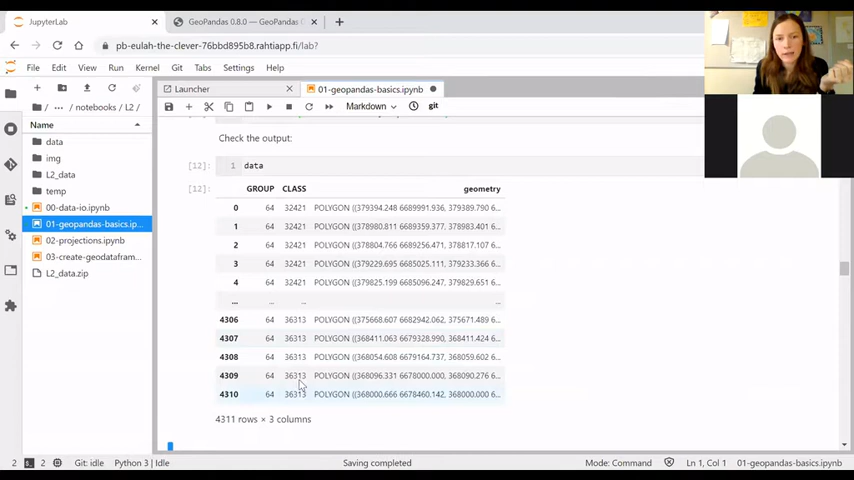 JupyterLab × GeoPandas 0.8.0 — GeoPandas × +
pb-eulah-the-clever-76bbd895b8.rahtiapp.fi/lab?
File Edit View Run Kernel Git Tabs Settings Help
Launcher × 01-geopandas-basics.ipynb
Markdown git
/ ... / notebooks / L2 /
Name
data
img
L2_data
temp
00-data-io.ipynb
01-geopandas-basics.ip...
02-projections.ipynb
03-create-geodatafram...
L2_data.zip
Check the output:
[12]: 1 data
[12]: GROUP CLASS geometry
0 64 32421 POLYGON ((379394.248 6689991.936, 379389.790 6...
1 64 32421 POLYGON ((378980.811 6689359.377, 378983.401 6...
2 64 32421 POLYGON ((378804.766 6689256.471, 378817.107 6...
3 64 32421 POLYGON ((379229.695 6685025.111, 379233.366 6...
4 64 32421 POLYGON ((379825.199 6685096.247, 379829.651 6...
... ... ... ...
4306 64 36313 POLYGON ((375668.607 6682942.062, 375671.489 6...
4307 64 36313 POLYGON ((368411.063 6679328.990, 368411.424 6...
4308 64 36313 POLYGON ((368054.608 6679164.737, 368059.602 6...
4309 64 36313 POLYGON ((368096.331 6678000.000, 368090.276 6...
4310 64 36313 POLYGON ((368000.666 6678460.142, 368000.000 6...
4311 rows × 3 columns
2 2 Git: idle Python 3 | Idle Saving completed Mode: Command Ln 1, Col 1 01-geopandas-basics.ipynb